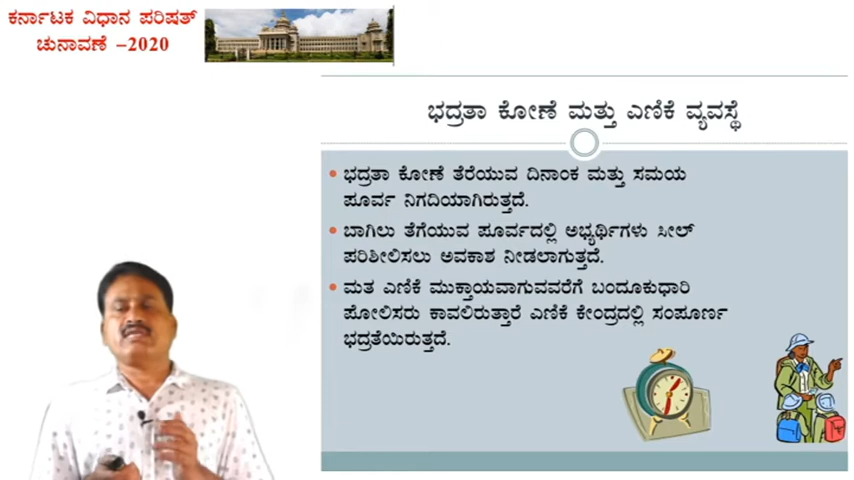 ಕರ್ನಾಟಕ ವಿಧಾನ ಪರಿಷತ್
ಚುನಾವಣೆ –2020
ಭದ್ರತಾ ಕೋಣೆ ಮತ್ತು ಎಣಿಕೆ ವ್ಯವಸ್ಥೆ
• ಭದ್ರತಾ ಕೋಣೆ ತೆರೆಯುವ ದಿನಾಂಕ ಮತ್ತು ಸಮಯ
ಪೂರ್ವ ನಿಗದಿಯಾಗಿರುತ್ತದೆ.
• ಬಾಗಿಲು ತೆಗೆಯುವ ಪೂರ್ವದಲ್ಲಿ ಅಭ್ಯರ್ಥಿಗಳು ಸೀಲ್
ಪರಿಶೀಲಿಸಲು ಅವಕಾಶ ನೀಡಲಾಗುತ್ತದೆ.
• ಮತ ಎಣಿಕೆ ಮುಕ್ತಾಯವಾಗುವವರೆಗೆ ಬಂದೂಕುಧಾರಿ
ಪೋಲಿಸರು ಕಾವಲಿರುತ್ತಾರೆ ಎಣಿಕೆ ಕೇಂದ್ರದಲ್ಲಿ ಸಂಪೂರ್ಣ
ಭದ್ರತೆಯಿರುತ್ತದೆ.